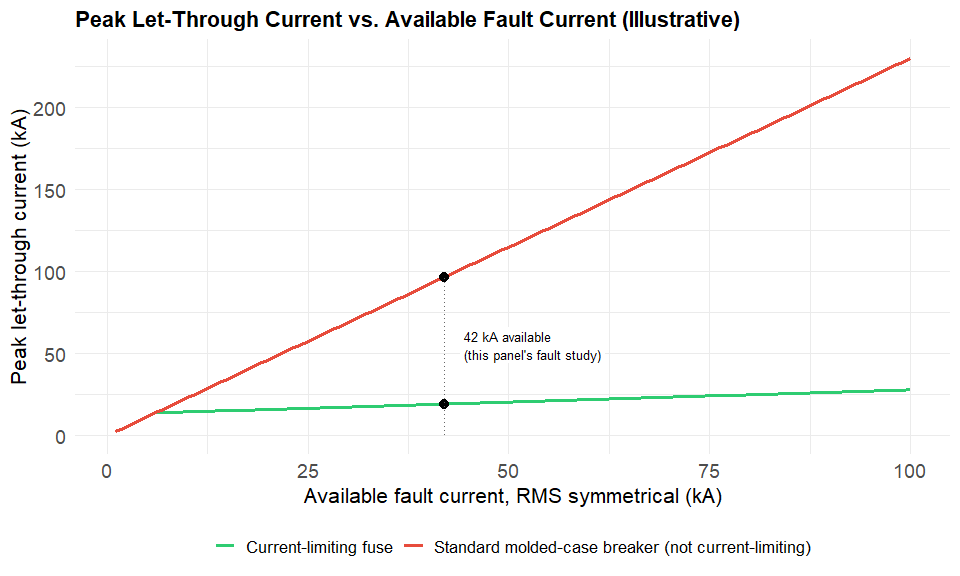 Peak Let-Through Current vs. Available Fault Current (Illustrative)
Peak let-through current (kA)
200
150
100
50
0
42 kA available
(this panel's fault study)
0 25 50 75 100
Available fault current, RMS symmetrical (kA)
Current-limiting fuse Standard molded-case breaker (not current-limiting)